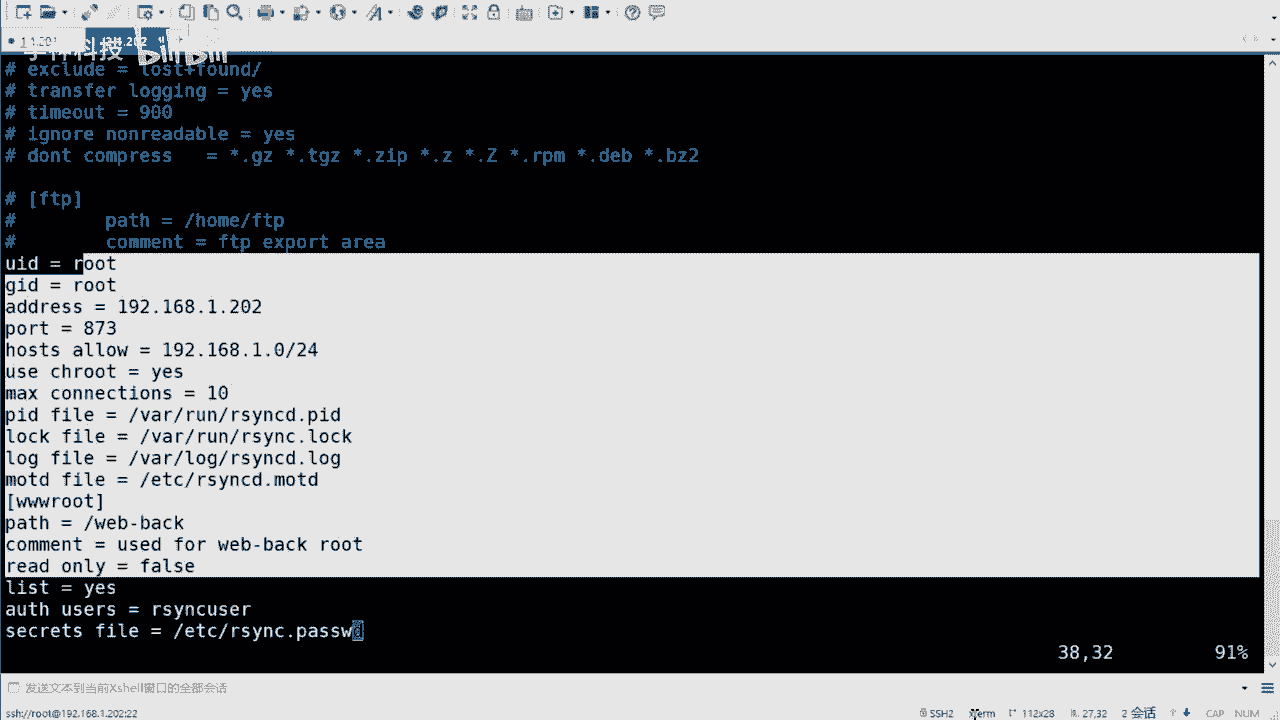 1 1.201
学神科技 bilibili
# exclude = lost+found/
# transfer logging = yes
# timeout = 900
# ignore nonreadable = yes
# dont compress   = *.gz *.tgz *.zip *.z *.Z *.rpm *.deb *.bz2
# [ftp]
#        path = /home/ftp
#        comment = ftp export area
uid = root
gid = root
address = 192.168.1.202
port = 873
hosts allow = 192.168.1.0/24
use chroot = yes
max connections = 10
pid file = /var/run/rsyncd.pid
lock file = /var/run/rsync.lock
log file = /var/log/rsyncd.log
motd file = /etc/rsyncd.motd
[wwwroot]
path = /web-back
comment = used for web-back root
read only = false
list = yes
auth users = rsyncuser
secrets file = /etc/rsync.passw
38,32 91%
发送文本到当前Xshell窗口的全部会话
ssh://root@192.168.1.202:22 SSH2 xterm 112x28 27,32 2 会话 CAP NUM